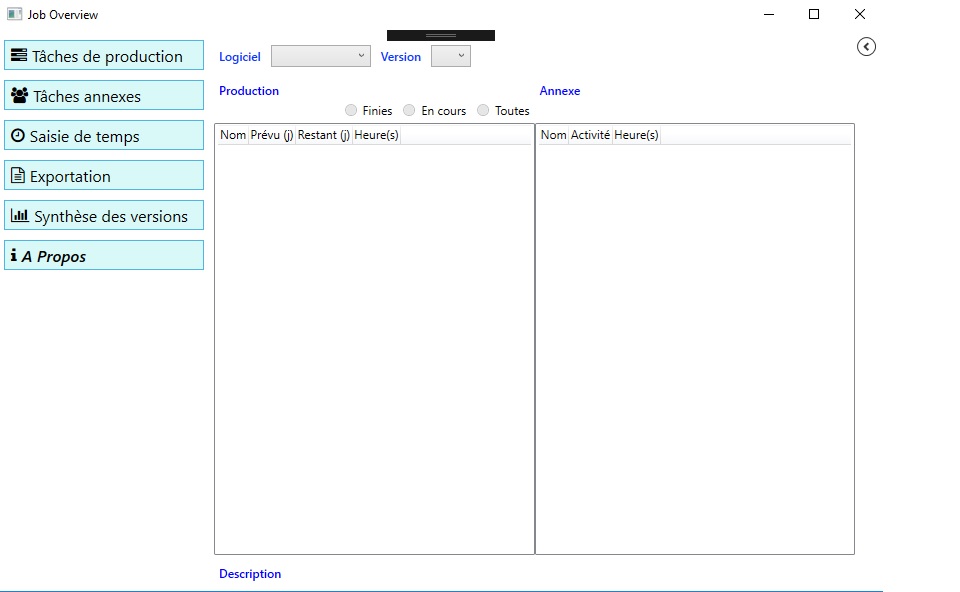 Job Overview
Tâches de production
Tâches annexes
Saisie de temps
Exportation
Synthèse des versions
A Propos
Logiciel Version
Production Annexe
Finies En cours Toutes
Nom Prévu (j) Restant (j) Heure(s) Nom Activité Heure(s)
Description